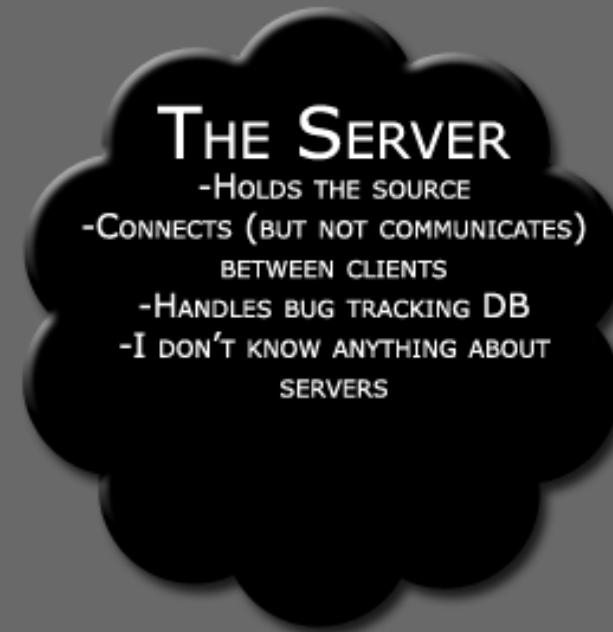 The Server
-Holds the source
-Connects (but not communicates)
between clients
-Handles bug tracking DB
-I don't know anything about
servers